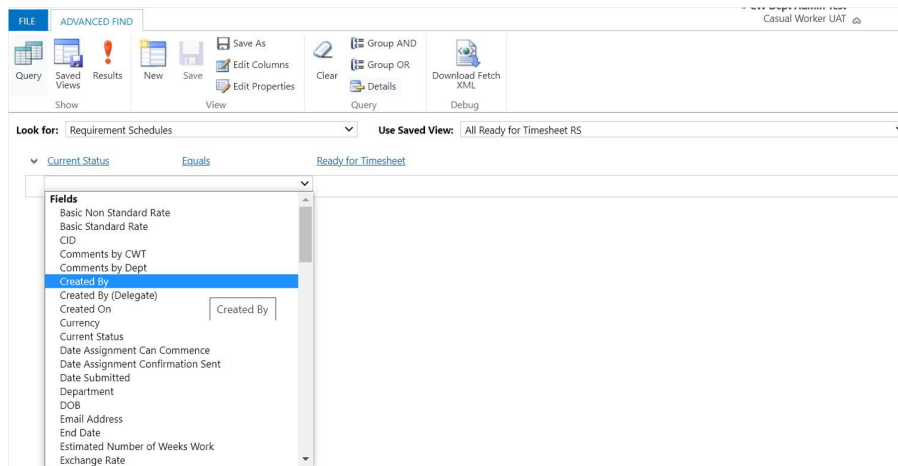 CW Dept Admin Test
FILE ADVANCED FIND Casual Worker UAT
Query Saved Views Results New Save Save As Edit Columns Edit Properties Clear Group AND Group OR Details Download Fetch XML
Show View Query Debug
Look for: Requirement Schedules Use Saved View: All Ready for Timesheet RS
Current Status Equals Ready for Timesheet
Fields
Basic Non Standard Rate
Basic Standard Rate
CID
Comments by CWT
Comments by Dept
Created By
Created By (Delegate)
Created On Created By
Currency
Current Status
Date Assignment Can Commence
Date Assignment Confirmation Sent
Date Submitted
Department
DOB
Email Address
End Date
Estimated Number of Weeks Work
Exchange Rate